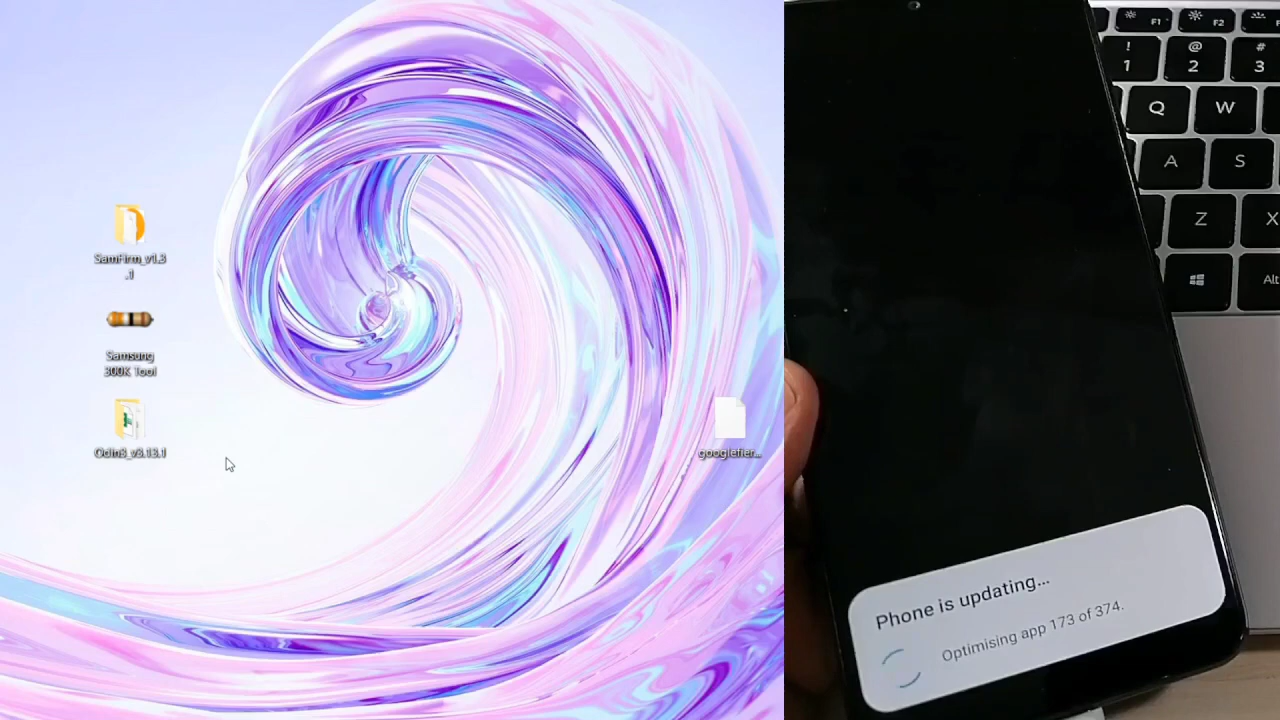 SamFirm_v1.3
.1
Samsung
300K Tool
Odin3_v3.13.1
googlefier...
Phone is updating...
Optimising app 173 of 374.
F1
F2
!
1
@
2
#
3
Q
W
A
S
Z
X
Alt